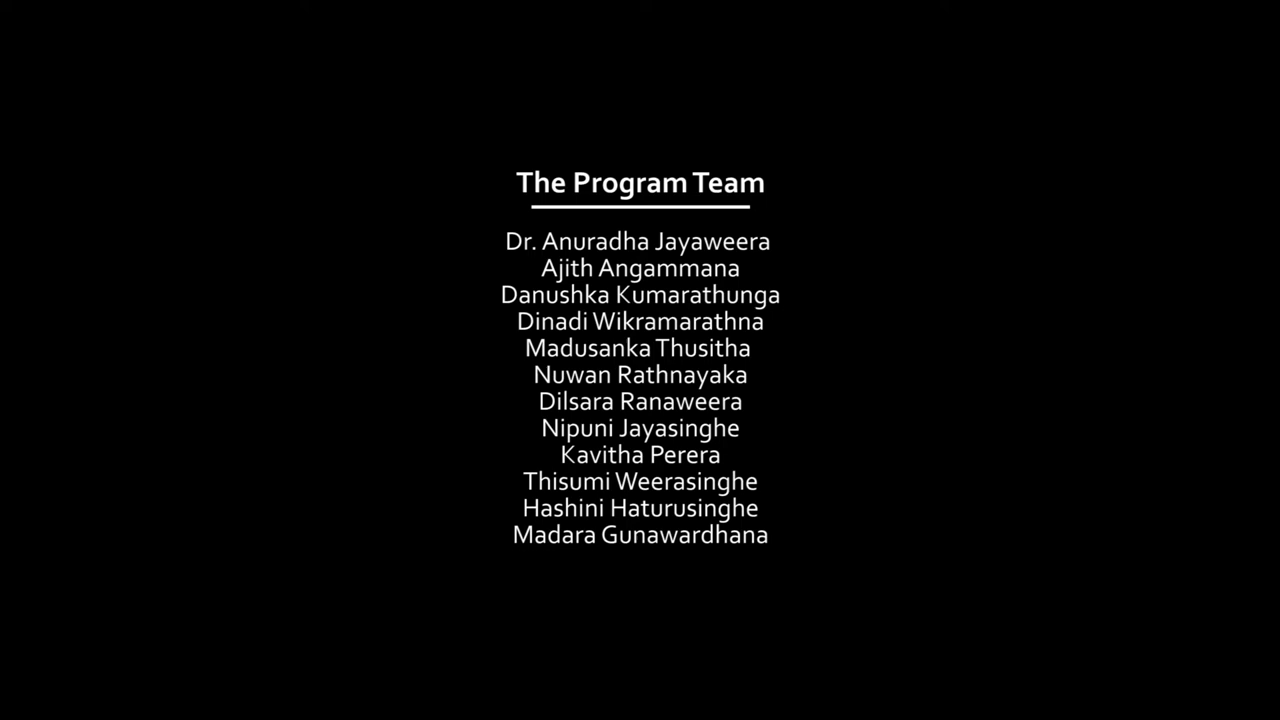 The Program Team
Dr. Anuradha Jayaweera
Ajith Angammana
Danushka Kumarathunga
Dinadi Wikramarathna
Madusanka Thusitha
Nuwan Rathnayaka
Dilsara Ranaweera
Nipuni Jayasinghe
Kavitha Perera
Thisumi Weerasinghe
Hashini Haturusinghe
Madara Gunawardhana